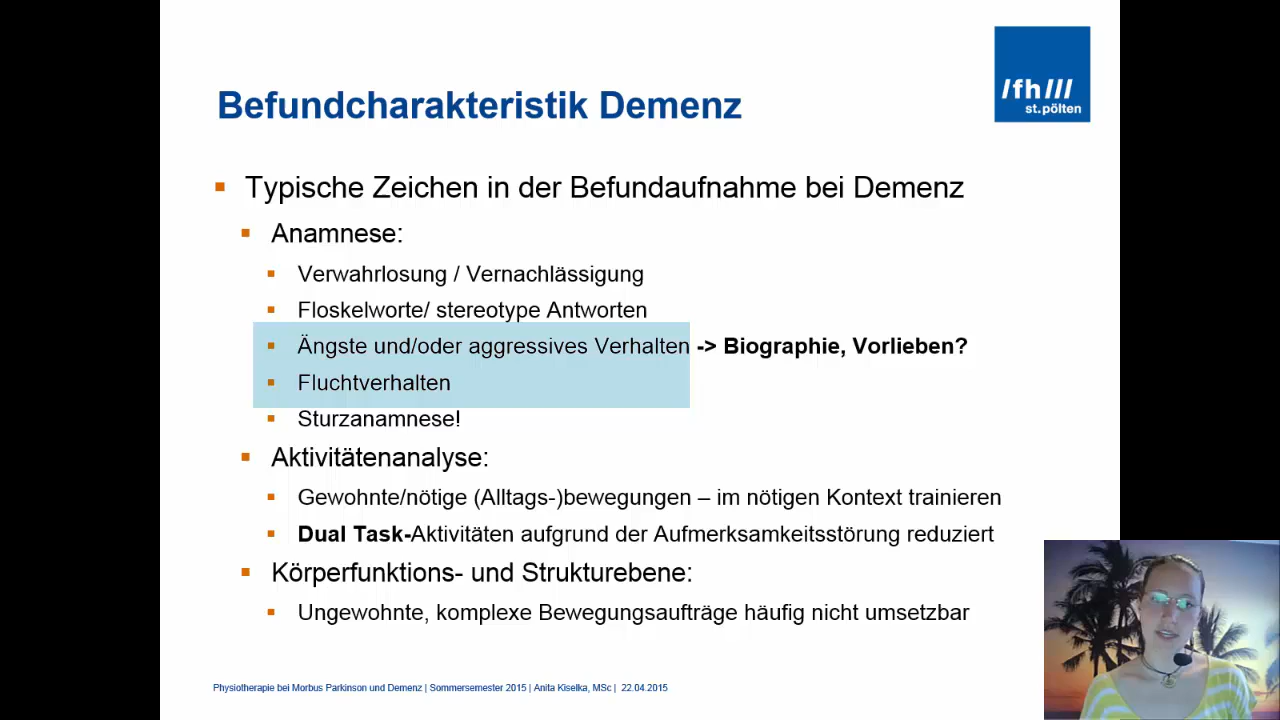 /fh///
st.pölten
Befundcharakteristik Demenz
Typische Zeichen in der Befundaufnahme bei Demenz
Anamnese:
Verwahrlosung / Vernachlässigung
Floskelworte/ stereotype Antworten
Ängste und/oder aggressives Verhalten -> Biographie, Vorlieben?
Fluchtverhalten
Sturzanamnese!
Aktivitätenanalyse:
Gewohnte/nötige (Alltags-)bewegungen – im nötigen Kontext trainieren
Dual Task-Aktivitäten aufgrund der Aufmerksamkeitsstörung reduziert
Körperfunktions- und Strukturebene:
Ungewohnte, komplexe Bewegungsaufträge häufig nicht umsetzbar
Physiotherapie bei Morbus Parkinson und Demenz | Sommersemester 2015 | Anita Kiselka, MSc | 22.04.2015